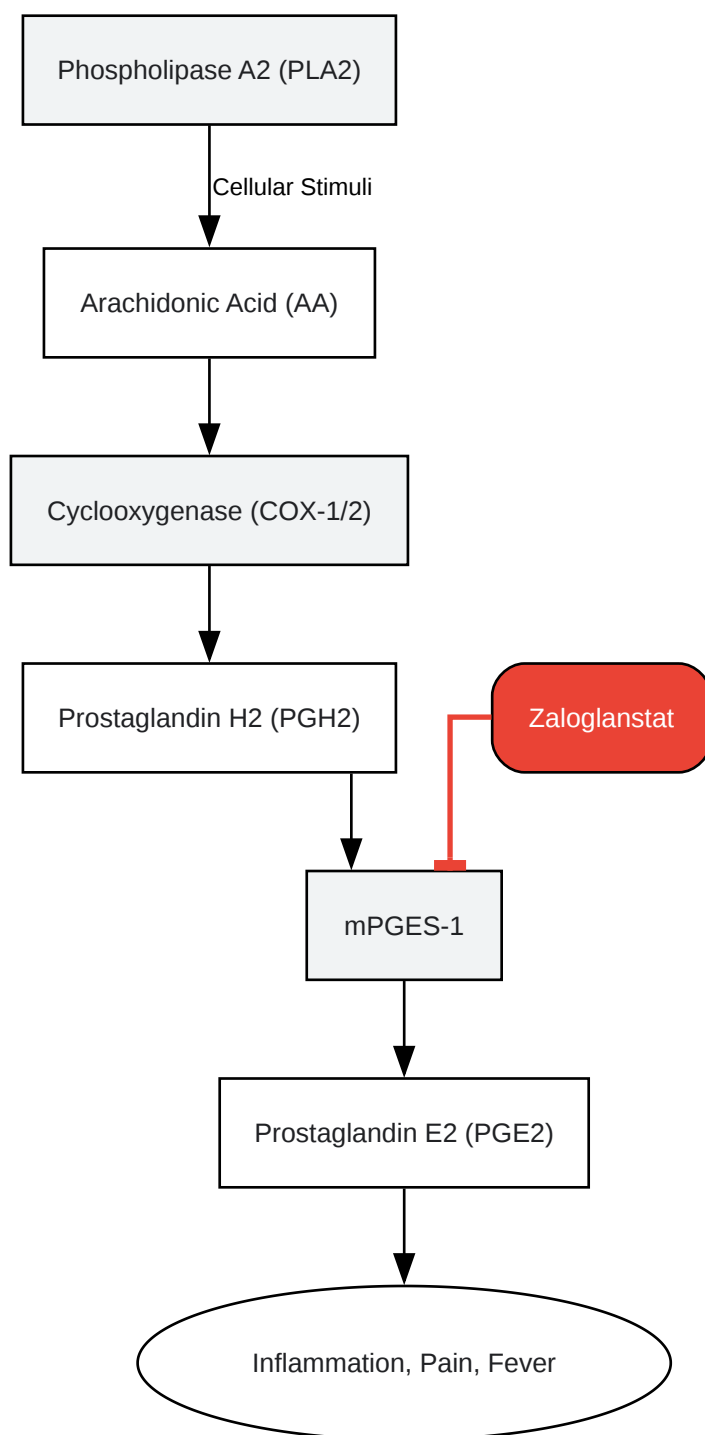 Phospholipase A2 (PLA2)
Cellular Stimuli
Arachidonic Acid (AA)
Cyclooxygenase (COX-1/2)
Prostaglandin H2 (PGH2)
Zaloglanstat
mPGES-1
Prostaglandin E2 (PGE2)
Inflammation, Pain, Fever